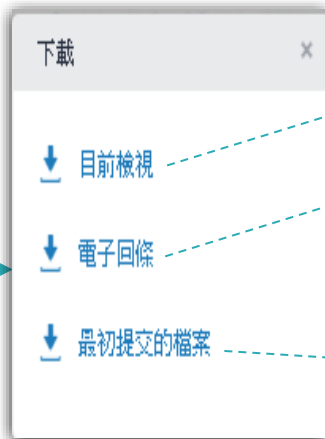 下載
目前檢視
電子回條
最初提交的檔案